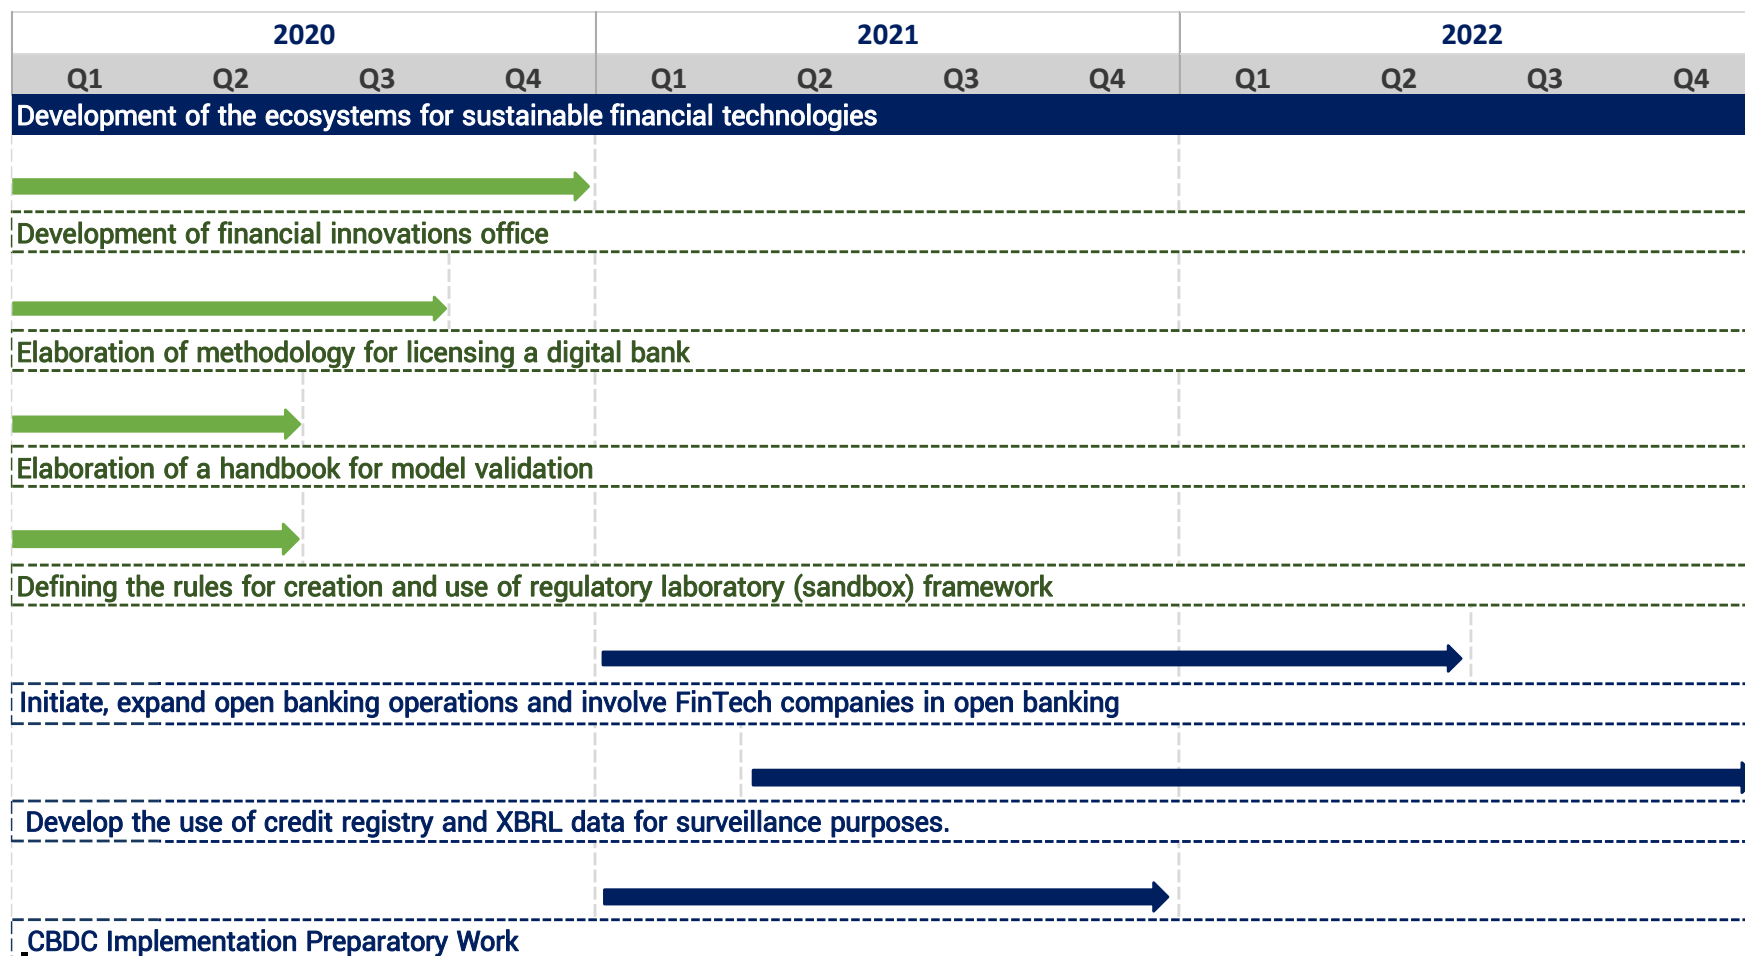 2020 2021 2022
Q1 Q2 Q3 Q4 Q1 Q2 Q3 Q4 Q1 Q2 Q3 Q4
Development of the ecosystems for sustainable financial technologies
Development of financial innovations office
Elaboration of methodology for licensing a digital bank
Elaboration of a handbook for model validation
Defining the rules for creation and use of regulatory laboratory (sandbox) framework
Initiate, expand open banking operations and involve FinTech companies in open banking
Develop the use of credit registry and XBRL data for surveillance purposes.
CBDC Implementation Preparatory Work